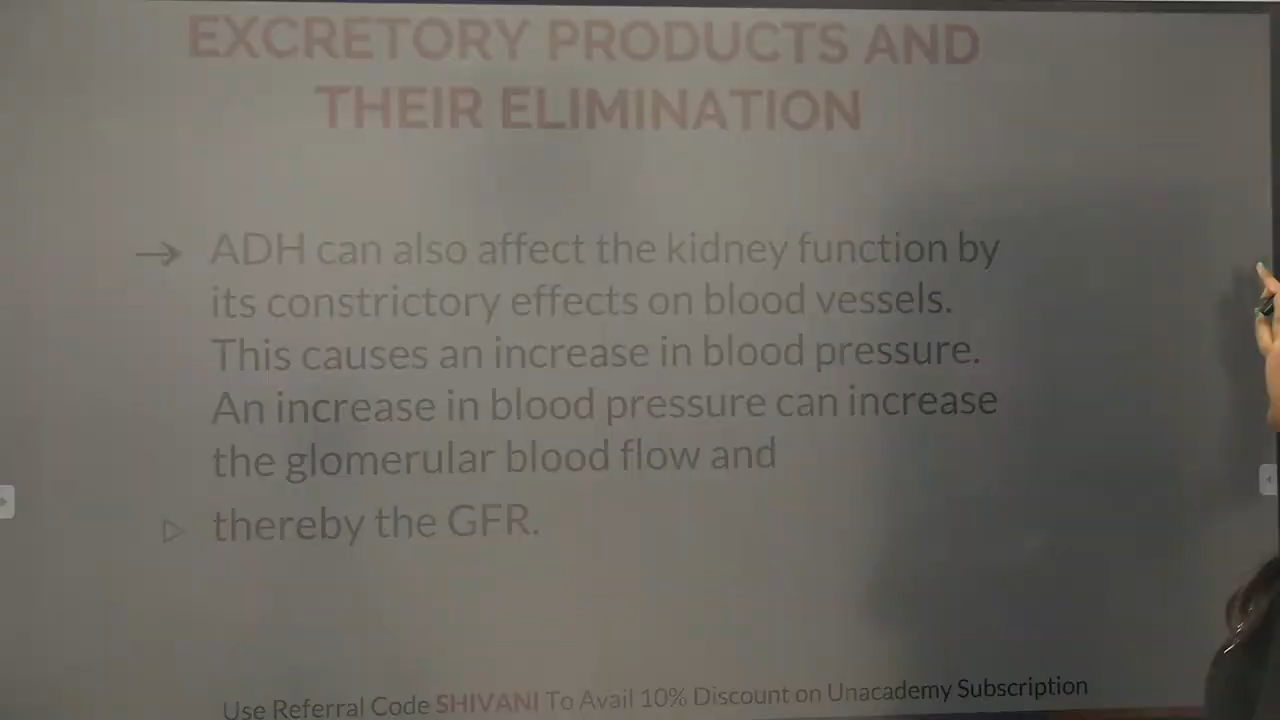 EXCRETORY PRODUCTS AND
THEIR ELIMINATION
→ ADH can also affect the kidney function by
its constrictory effects on blood vessels.
This causes an increase in blood pressure.
An increase in blood pressure can increase
the glomerular blood flow and
▷ thereby the GFR.
Use Referral Code SHIVANI To Avail 10% Discount on Unacademy Subscription